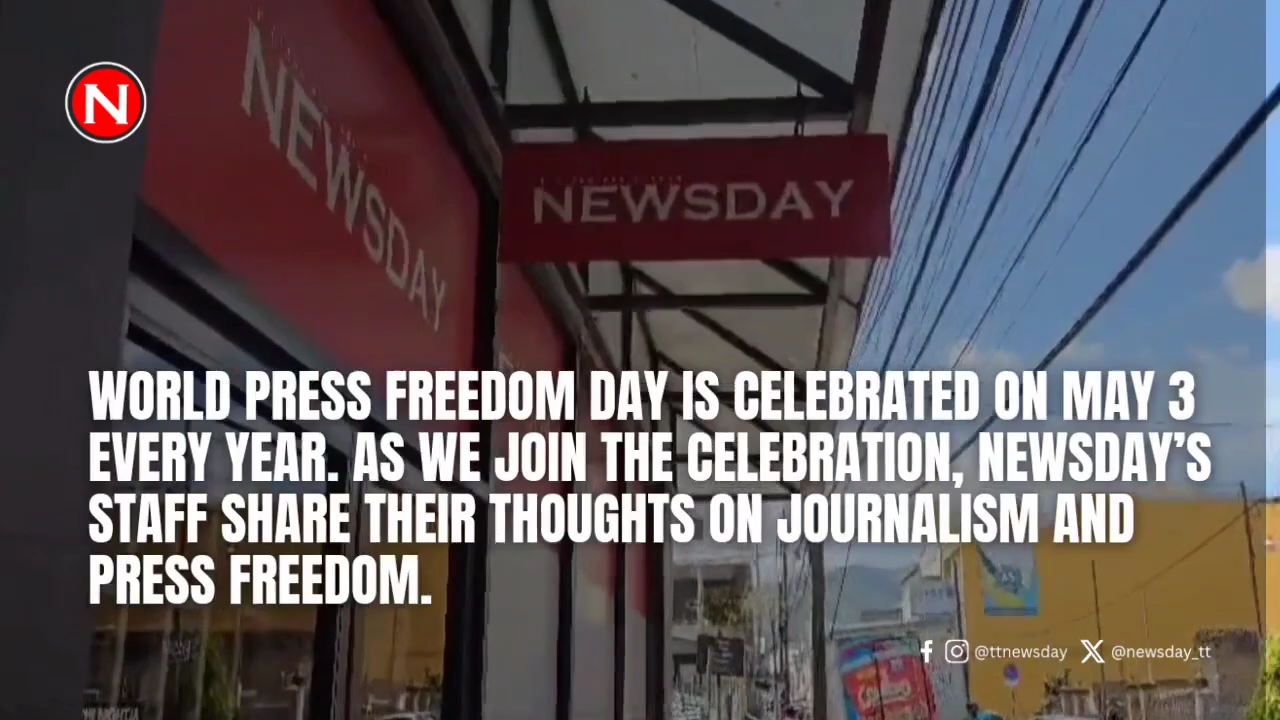 N
NEWSDAY
NEWSDAY
WORLD PRESS FREEDOM DAY IS CELEBRATED ON MAY 3
EVERY YEAR. AS WE JOIN THE CELEBRATION, NEWSDAY’S
STAFF SHARE THEIR THOUGHTS ON JOURNALISM AND
PRESS FREEDOM.
@ttnewsday @newsday_tt